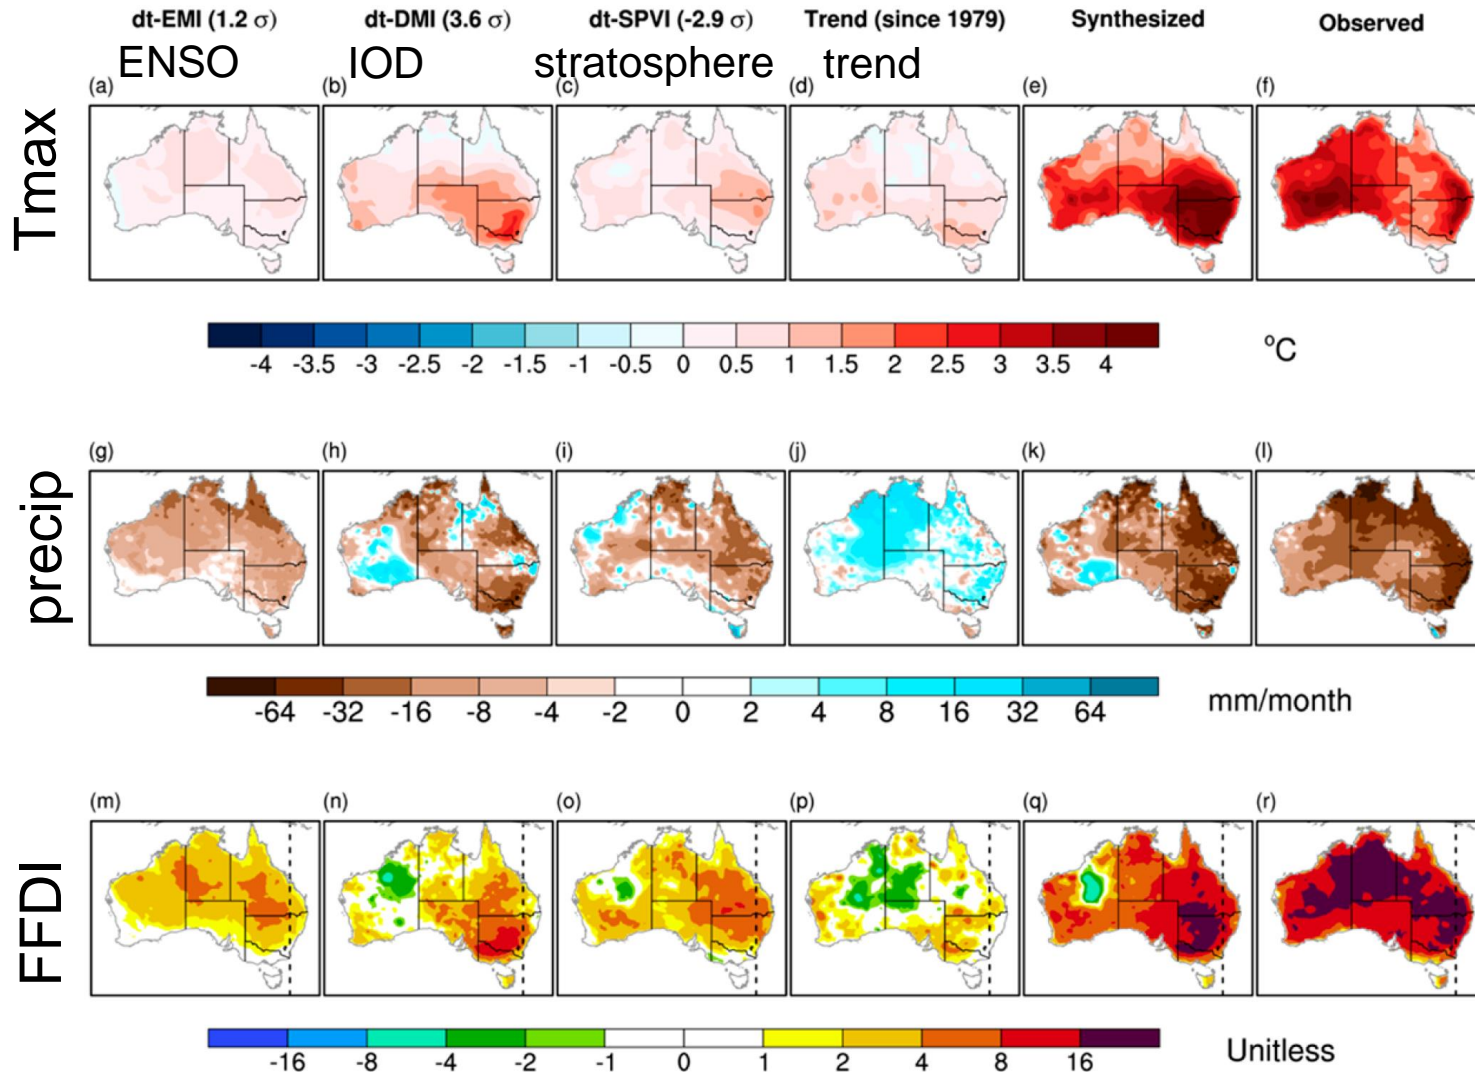 dt-EMI (1.2 σ) dt-DMI (3.6 σ) dt-SPVI (-2.9 σ) Trend (since 1979) Synthesized Observed
ENSO IOD stratosphere trend
(a) (b) (c) (d) (e) (f)
Tmax
-4 -3.5 -3 -2.5 -2 -1.5 -1 -0.5 0 0.5 1 1.5 2 2.5 3 3.5 4
°C
(g) (h) (i) (j) (k) (l)
precip
-64 -32 -16 -8 -4 -2 0 2 4 8 16 32 64
mm/month
(m) (n) (o) (p) (q) (r)
FFDI
-16 -8 -4 -2 -1 0 1 2 4 8 16
Unitless